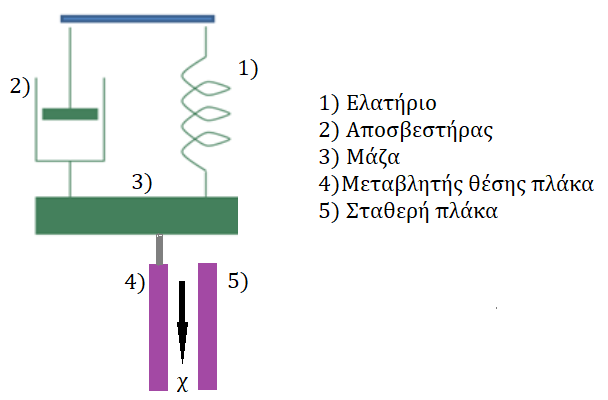 1)
2)
3)
4)
5)
χ
1) Ελατήριο
2) Αποσβεστήρας
3) Μάζα
4)Μεταβλητής θέσης πλάκα
5) Σταθερή πλάκα